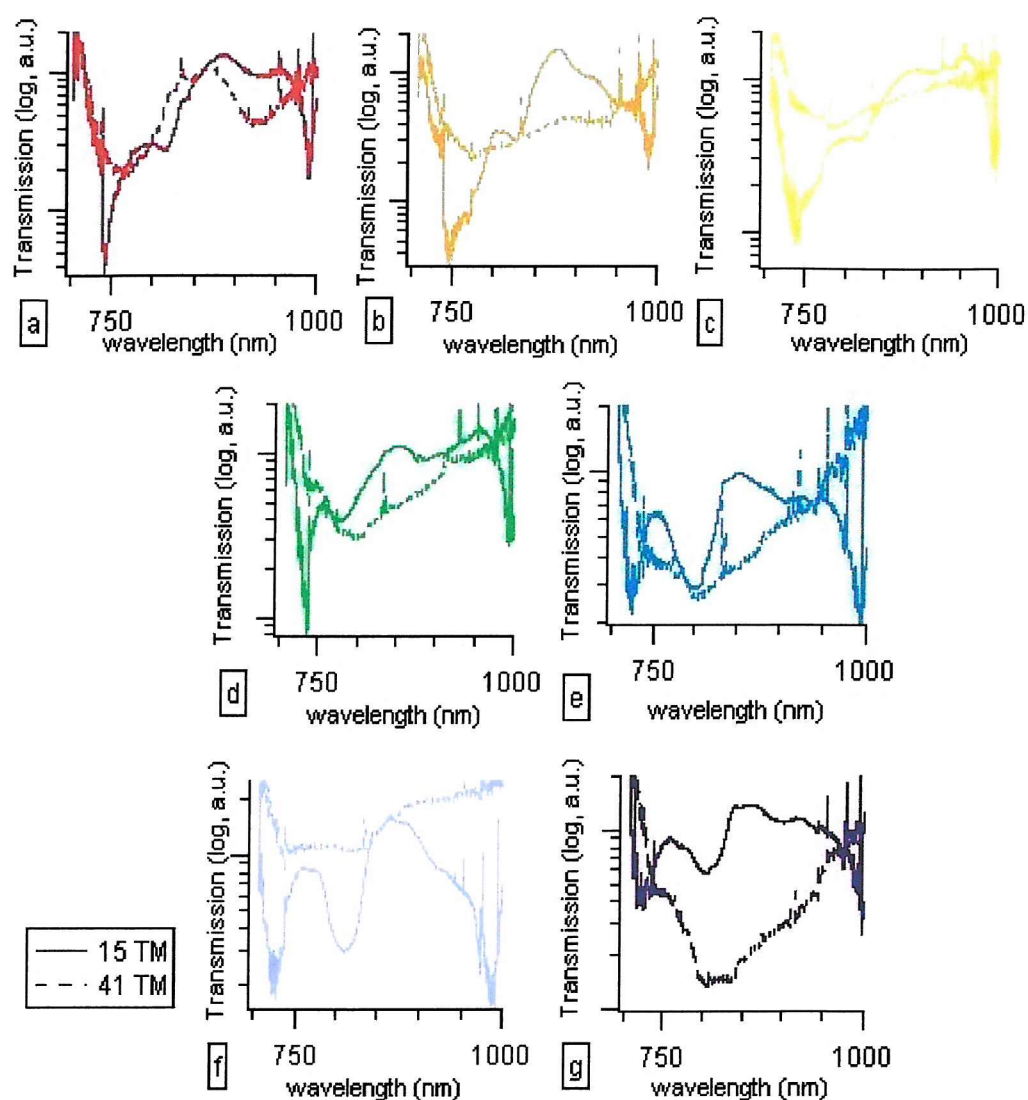 Transmission (log, a.u.)
750
1000
wavelength (nm)
a
Transmission (log, a.u.)
750
1000
wavelength (nm)
b
Transmission (log, a.u.)
750
1000
wavelength (nm)
c
Transmission (log, a.u.)
750
1000
wavelength (nm)
d
Transmission (log, a.u.)
750
1000
wavelength (nm)
e
Transmission (log, a.u.)
750
1000
wavelength (nm)
f
Transmission (log, a.u.)
750
1000
wavelength (nm)
g
15 TM
41 TM